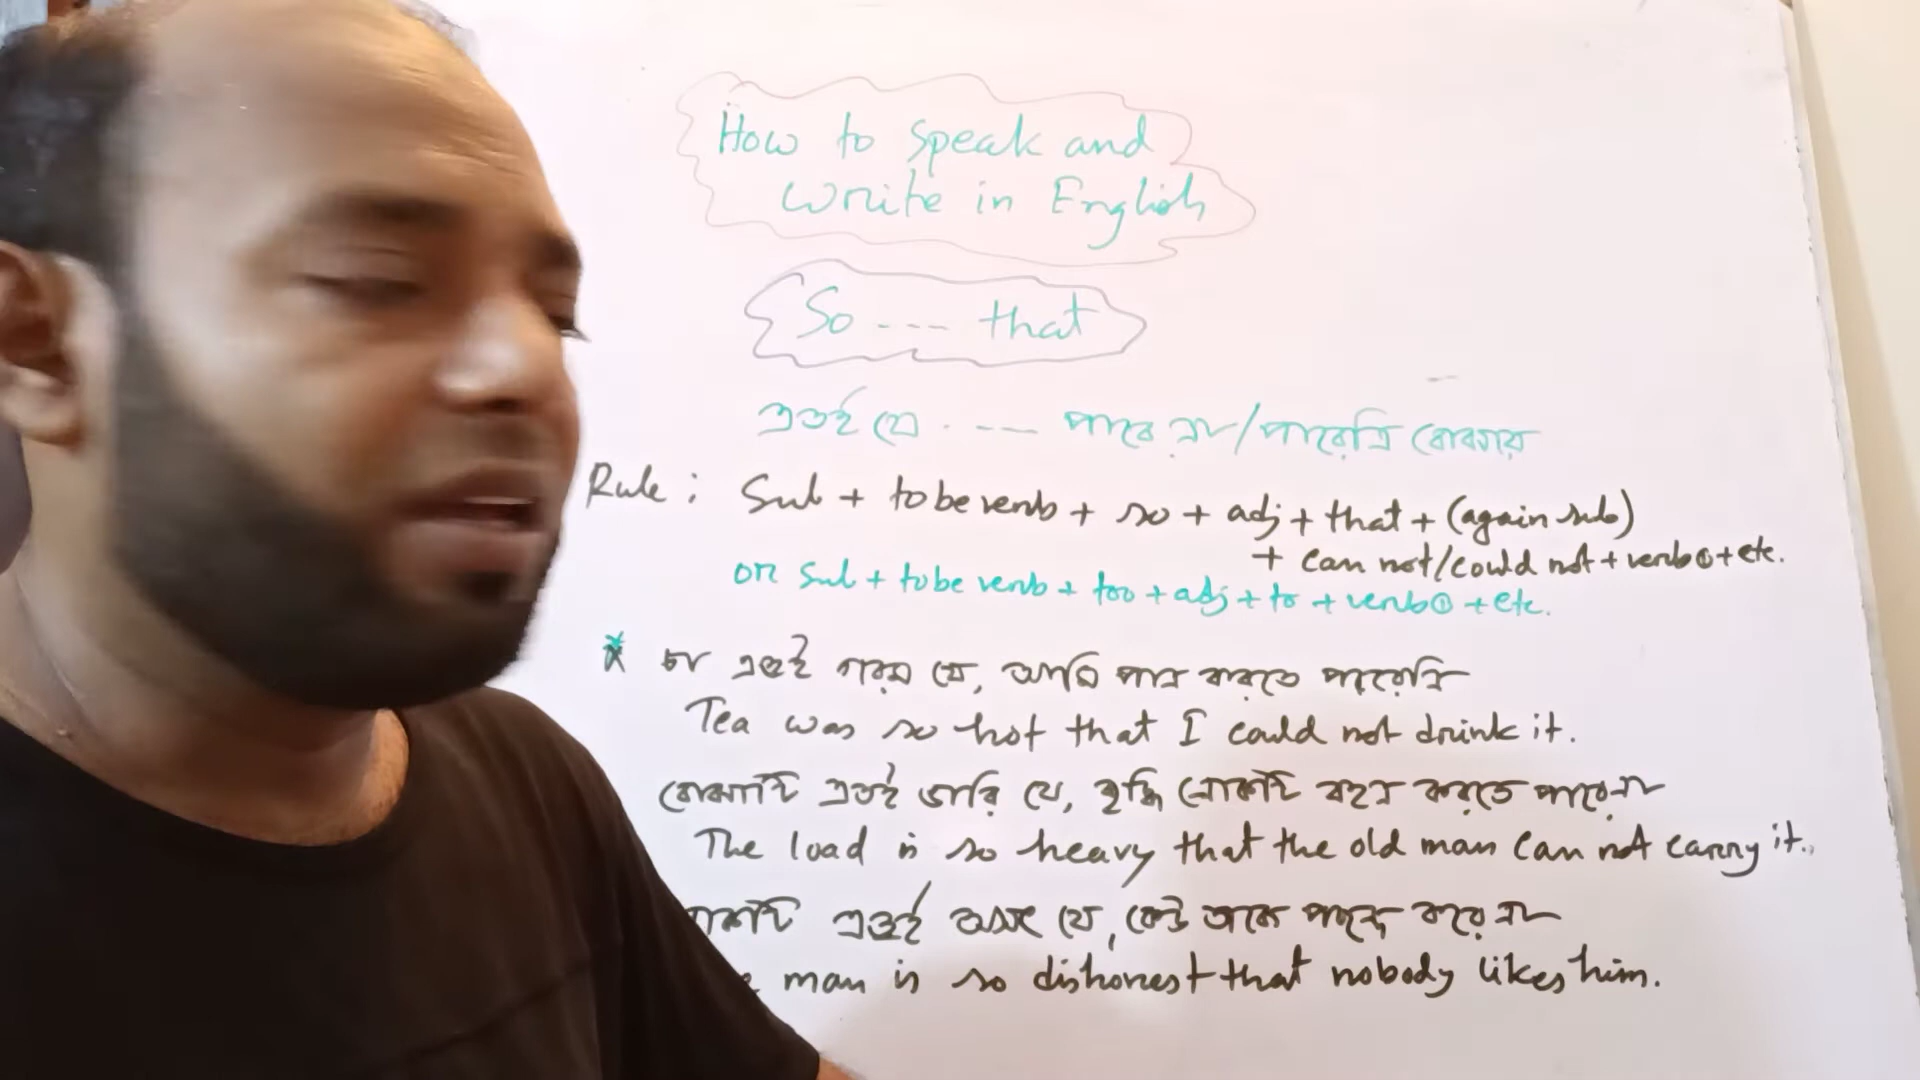 How to speak and
write in English
So ---- that
এতই যে ---- পারে না/পারেনি বোঝায়
Rule : Sub + to be verb + so + adj + that + (again sub)
+ can not/could not + verb① + etc.
or Sub + to be verb + too + adj + to + verb① + etc.
* চা এতই গরম যে, আমি পান করতে পারেনি
Tea was so hot that I could not drink it.
বোঝাটি এতই ভারি যে, বৃদ্ধ লোকটি বহন করতে পারেনা
The load is so heavy that the old man can not carry it.
এতই অসৎ যে, কেউ তাকে পছন্দ করে না
man is so dishonest that nobody likes him.